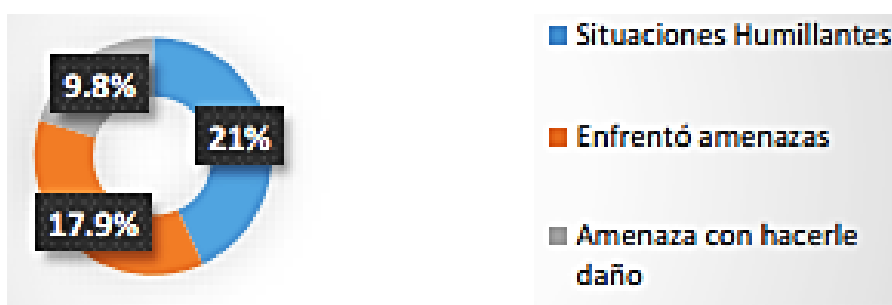 9.8%
21%
17.9%
Situaciones Humillantes
Enfrentó amenazas
Amenaza con hacerle
daño